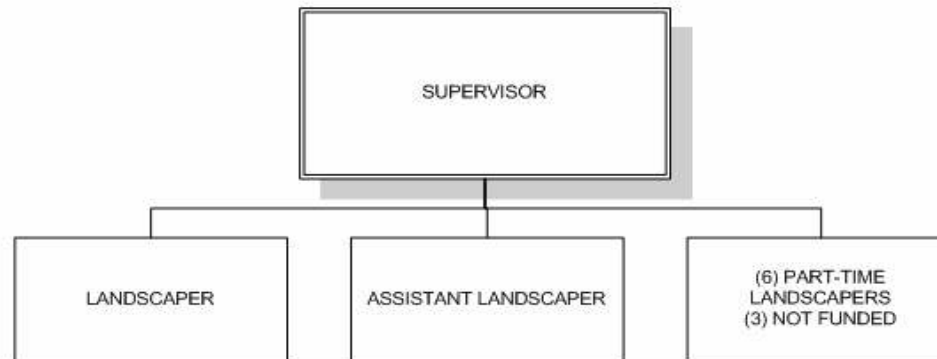 SUPERVISOR
LANDSCAPER
ASSISTANT LANDSCAPER
(6) PART-TIME
LANDSCAPERS
(3) NOT FUNDED